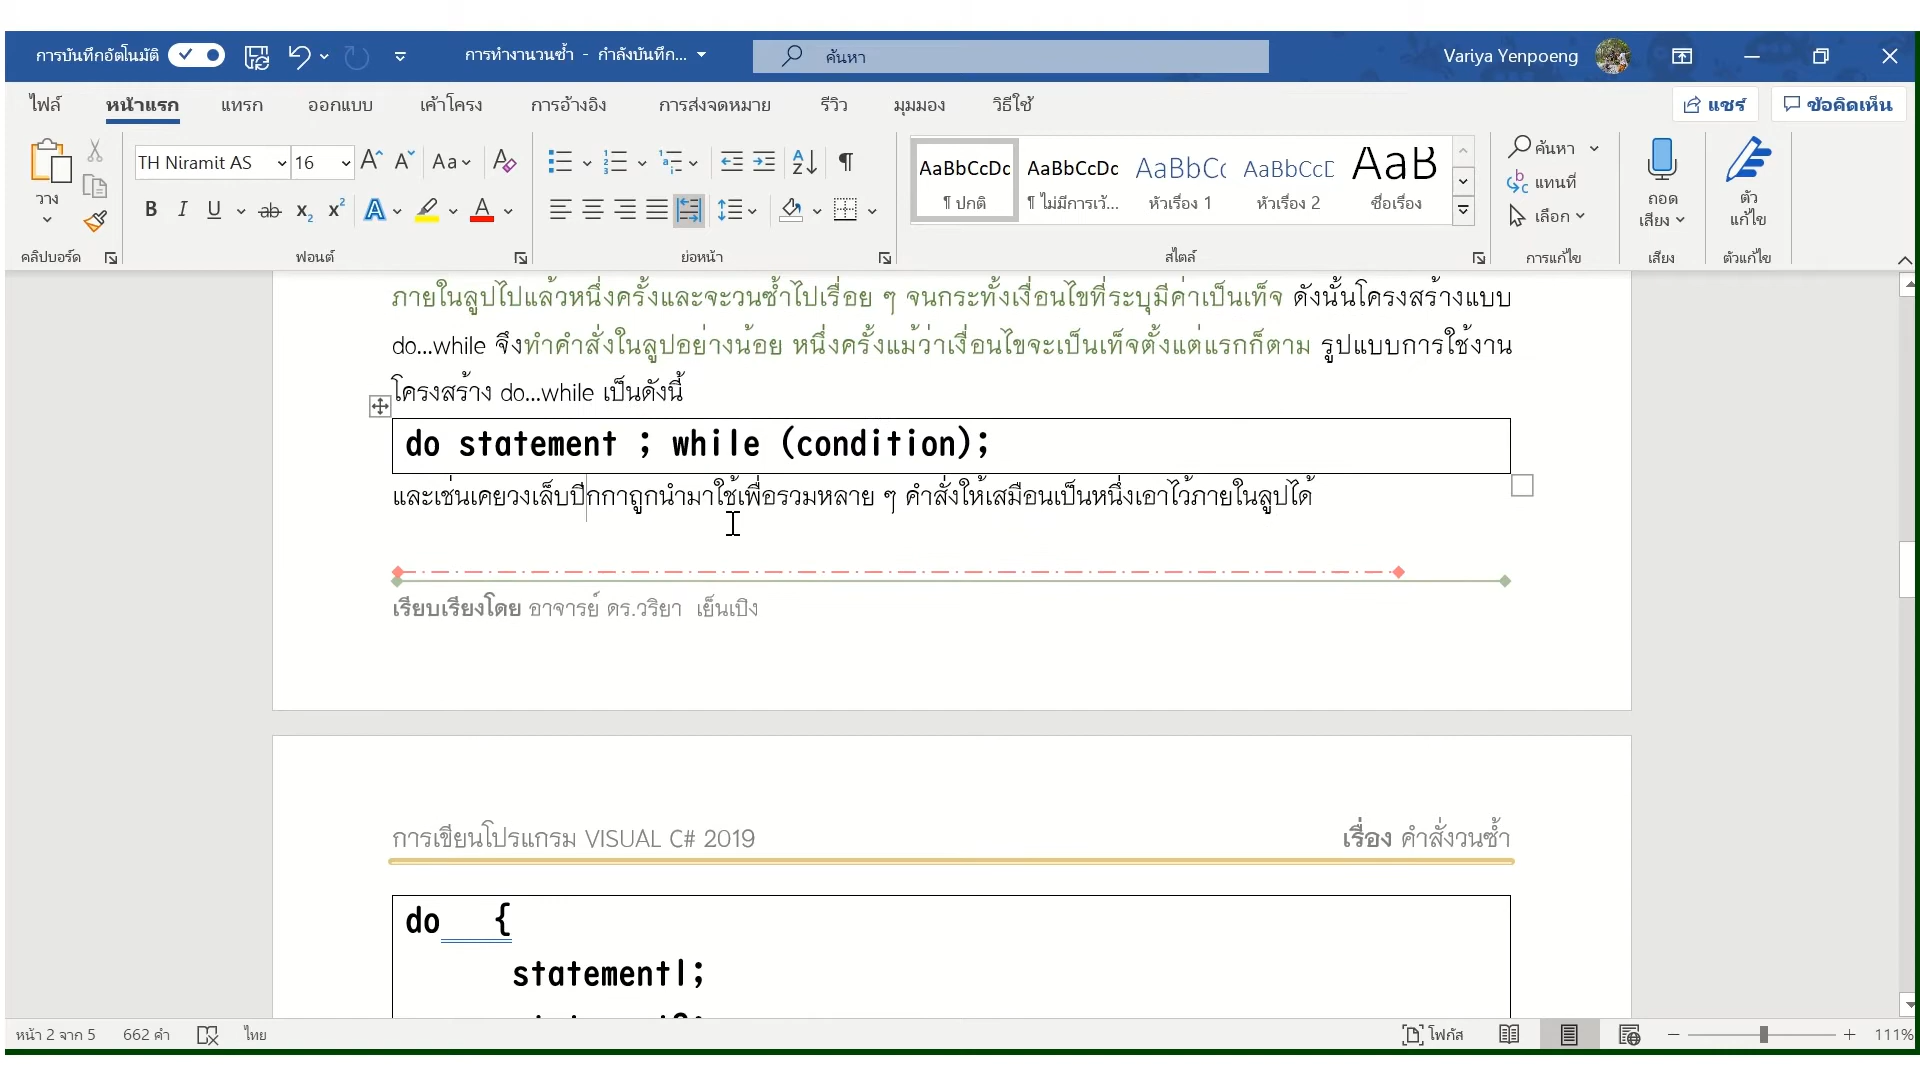 การบันทึกอัตโนมัติ
การทำงานวนซ้ำ - กำลังบันทึก...
ค้นหา
Variya Yenpoeng
ไฟล์ หน้าแรก แทรก ออกแบบ เค้าโครง การอ้างอิง การส่งจดหมาย รีวิว มุมมอง วิธีใช้
แชร์ ข้อคิดเห็น
TH Niramit AS 16
AaBbCcDc AaBbCcDc AaBbCc AaBbCcD AaB
ค้นหา
แทนที่
เลือก
วาง
¶ ปกติ ¶ ไม่มีการเว้... หัวเรื่อง 1 หัวเรื่อง 2 ชื่อเรื่อง
ถอด
เสียง
ตัว
แก้ไข
คลิปบอร์ด ฟอนต์ ย่อหน้า สไตล์ การแก้ไข เสียง ตัวแก้ไข
ภายในลูปไปแล้วหนึ่งครั้งและจะวนซ้ำไปเรื่อย ๆ จนกระทั้งเงื่อนไขที่ระบุมีค่าเป็นเท็จ ดังนั้นโครงสร้างแบบ
do...while จึงทำคำสั่งในลูปอย่างน้อย หนึ่งครั้งแม้ว่าเงื่อนไขจะเป็นเท็จตั้งแต่แรกก็ตาม รูปแบบการใช้งาน
โครงสร้าง do...while เป็นดังนี้
do statement ; while (condition);
และเช่นเคยวงเล็บปีกกาถูกนำมาใช้เพื่อรวมหลาย ๆ คำสั่งให้เสมือนเป็นหนึ่งเอาไว้ภายในลูปได้
เรียบเรียงโดย อาจารย์ ดร.วริยา เย็นเปิง
การเขียนโปรแกรม VISUAL C# 2019 เรื่อง คำสั่งวนซ้ำ
do {
statement1;
หน้า 2 จาก 5 662 คำ ไทย
โฟกัส
111%